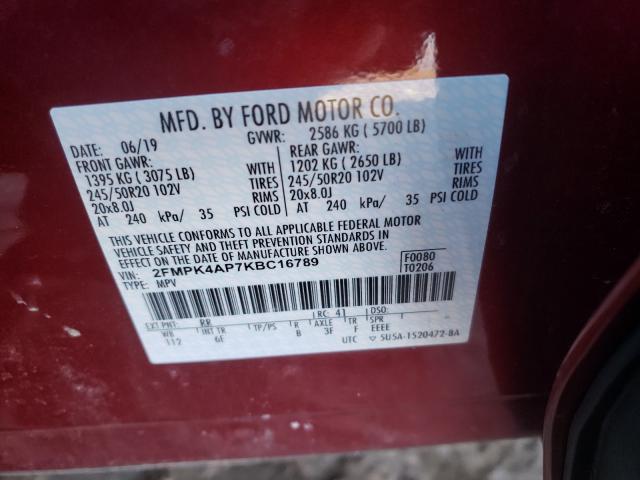 MFD. BY FORD MOTOR CO.
DATE: 06/19 GVWR: 2586 KG ( 5700 LB)
FRONT GAWR: REAR GAWR:
1395 KG ( 3075 LB) WITH 1202 KG ( 2650 LB) WITH
245/50R20 102V TIRES 245/50R20 102V TIRES
20x8.0J RIMS 20x8.0J RIMS
AT 240 kPa/ 35 PSI COLD AT 240 kPa/ 35 PSI COLD
THIS VEHICLE CONFORMS TO ALL APPLICABLE FEDERAL MOTOR
VEHICLE SAFETY AND THEFT PREVENTION STANDARDS IN
EFFECT ON THE DATE OF MANUFACTURE SHOWN ABOVE.
VIN: 2FMPK4AP7KBC16789 F0080
TYPE: MPV T0206
EXT PNT: RR RC: 41 DSO:
WB INT TR TP/PS R AXLE TR SPR
112 6F B 3F F EEEE
UTC ▽ 5U5A-1520472-BA